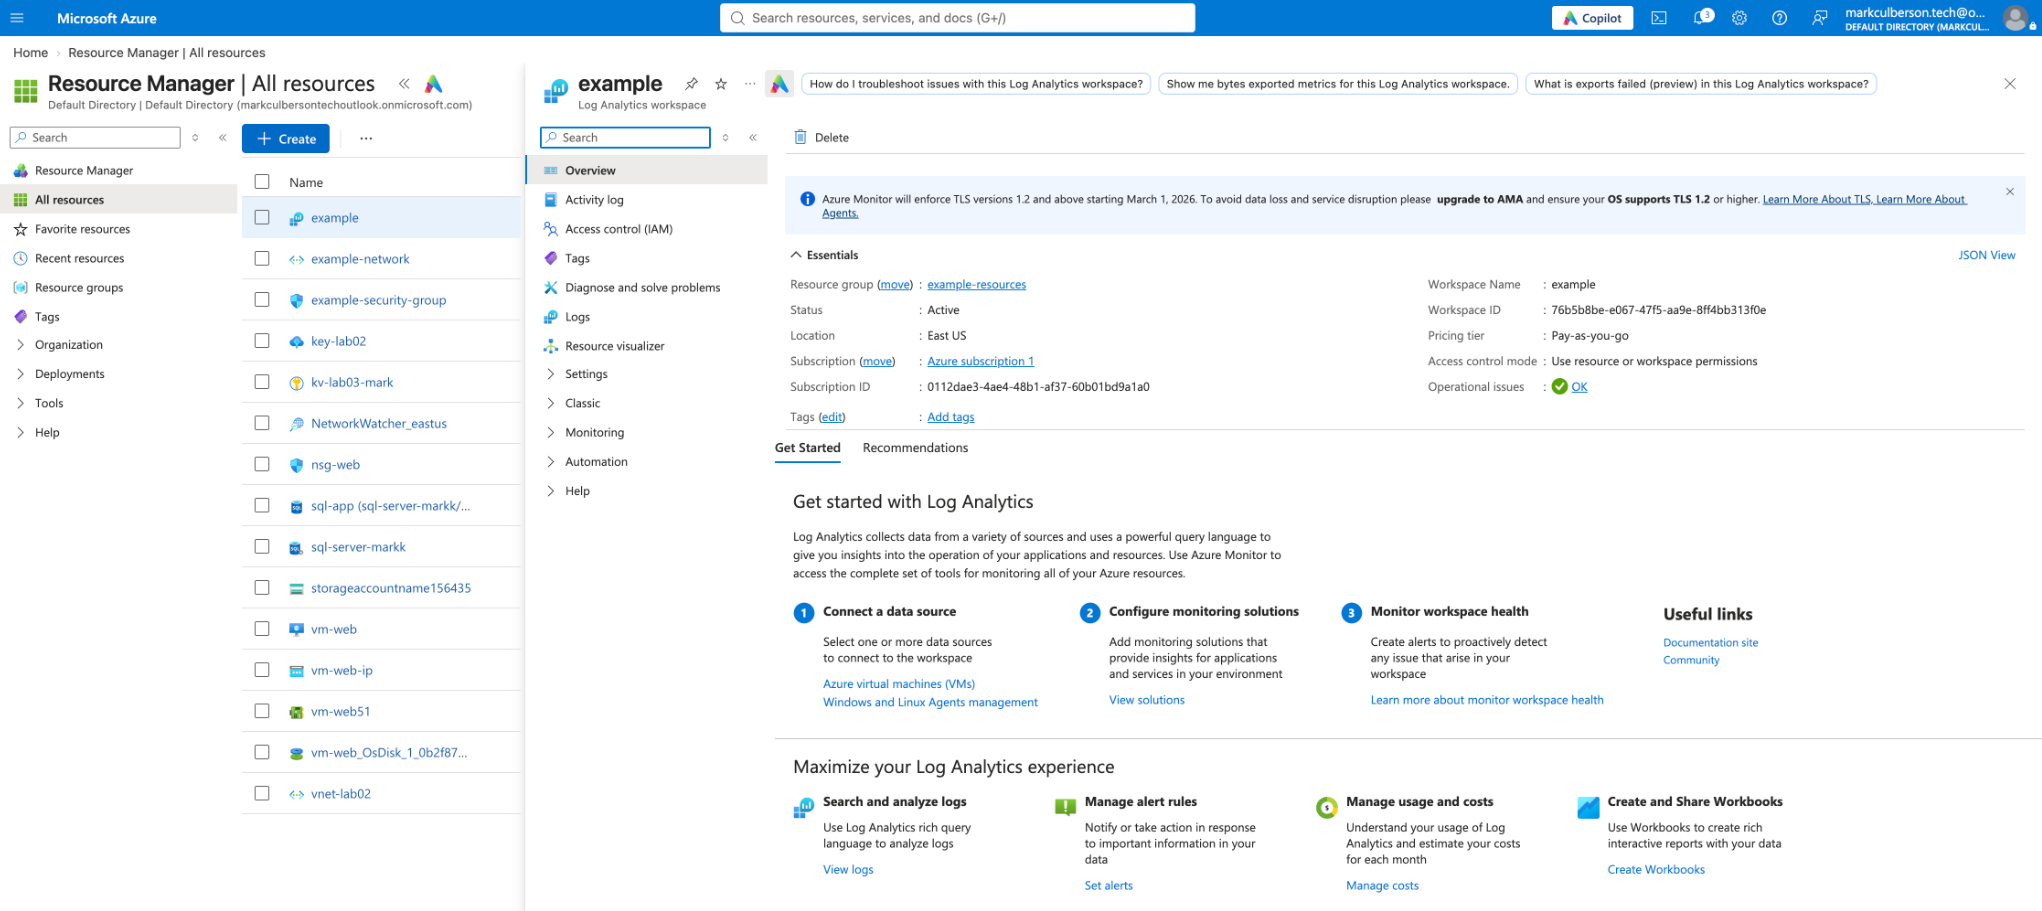 Microsoft Azure
Search resources, services, and docs (G+/)
Copilot
3
markculberson.tech@o...
DEFAULT DIRECTORY (MARKCUL...
Home > Resource Manager | All resources
Resource Manager | All resources
Default Directory | Default Directory (markculbersontechoutlook.onmicrosoft.com)
Search
Resource Manager
All resources
Favorite resources
Recent resources
Resource groups
Tags
Organization
Deployments
Tools
Help
+ Create
...
Name
example
example-network
example-security-group
key-lab02
kv-lab03-mark
NetworkWatcher_eastus
nsg-web
sql-app (sql-server-markk/...
sql-server-markk
storageaccountname156435
vm-web
vm-web-ip
vm-web51
vm-web_OsDisk_1_0b2f87...
vnet-lab02
example
Log Analytics workspace
...
How do I troubleshoot issues with this Log Analytics workspace?
Show me bytes exported metrics for this Log Analytics workspace.
What is exports failed (preview) in this Log Analytics workspace?
Search
Overview
Activity log
Access control (IAM)
Tags
Diagnose and solve problems
Logs
Resource visualizer
Settings
Classic
Monitoring
Automation
Help
Delete
Azure Monitor will enforce TLS versions 1.2 and above starting March 1, 2026. To avoid data loss and service disruption please upgrade to AMA and ensure your OS supports TLS 1.2 or higher. Learn More About TLS, Learn More About
Agents.
Essentials
JSON View
Resource group (move) : example-resources
Status : Active
Location : East US
Subscription (move) : Azure subscription 1
Subscription ID : 0112dae3-4ae4-48b1-af37-60b01bd9a1a0
Tags (edit) : Add tags
Workspace Name : example
Workspace ID : 76b5b8be-e067-47f5-aa9e-8ff4bb313f0e
Pricing tier : Pay-as-you-go
Access control mode : Use resource or workspace permissions
Operational issues : OK
Get Started
Recommendations
Get started with Log Analytics
Log Analytics collects data from a variety of sources and uses a powerful query language to
give you insights into the operation of your applications and resources. Use Azure Monitor to
access the complete set of tools for monitoring all of your Azure resources.
1 Connect a data source
Select one or more data sources
to connect to the workspace
Azure virtual machines (VMs)
Windows and Linux Agents management
2 Configure monitoring solutions
Add monitoring solutions that
provide insights for applications
and services in your environment
View solutions
3 Monitor workspace health
Create alerts to proactively detect
any issue that arise in your
workspace
Learn more about monitor workspace health
Useful links
Documentation site
Community
Maximize your Log Analytics experience
Search and analyze logs
Use Log Analytics rich query
language to analyze logs
View logs
Manage alert rules
Notify or take action in response
to important information in your
data
Set alerts
Manage usage and costs
Understand your usage of Log
Analytics and estimate your costs
for each month
Manage costs
Create and Share Workbooks
Use Workbooks to create rich
interactive reports with your data
Create Workbooks